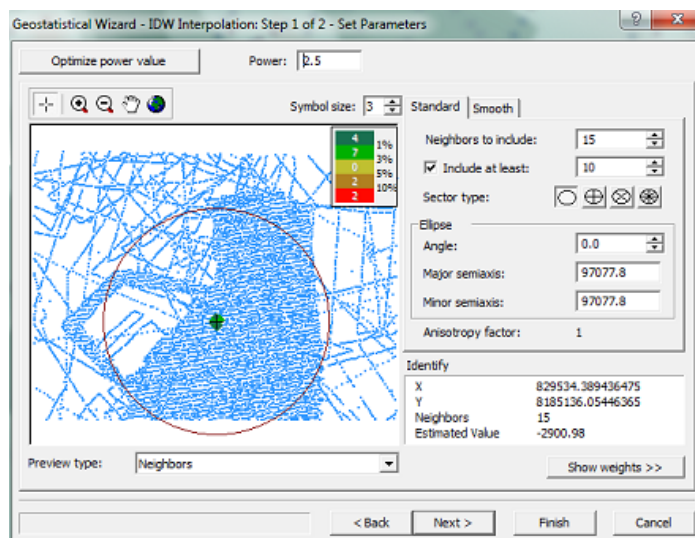 Geostatistical Wizard - IDW Interpolation: Step 1 of 2 - Set Parameters
Optimize power value
Power: 2.5
Symbol size: 3
Standard Smooth
4
7
0
2
2
1%
3%
5%
10%
Neighbors to include: 15
Include at least: 10
Sector type:
Ellipse
Angle: 0.0
Major semiaxis: 97077.8
Minor semiaxis: 97077.8
Anisotropy factor: 1
Identify
X 829534.389436475
Y 8185136.05446365
Neighbors 15
Estimated Value -2900.98
Preview type: Neighbors
Show weights >>
< Back Next > Finish Cancel